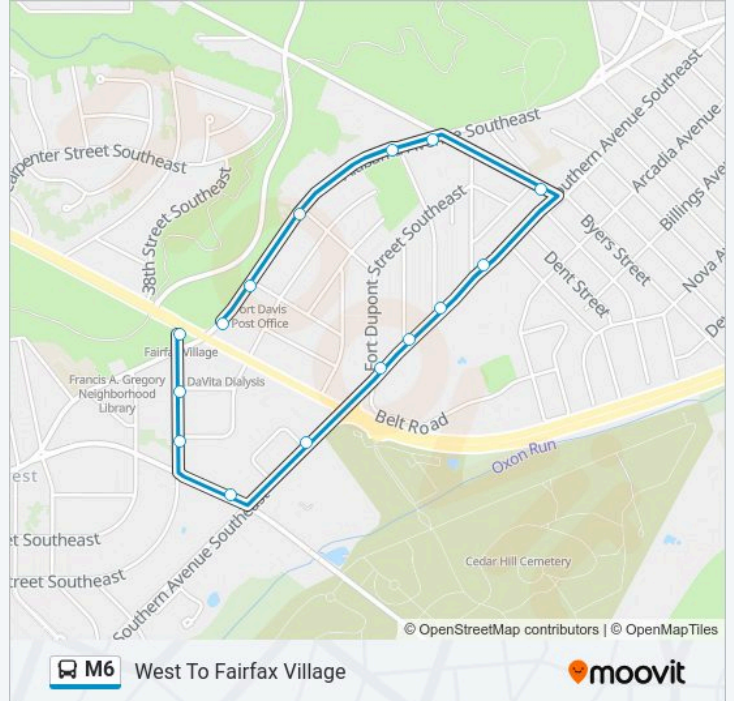 Southeast
Southern Avenue Southeast
Arcadia Avenue
Billings
Carpenter Street Southeast
38th Street Southeast
Fort Dupont Street Southeast
Byers Street
Dent Street
Nova
Fort Davis
Post Office
Fairfax Village
DaVita Dialysis
Francis A. Gregory
Neighborhood
Library
Belt Road
Oxon Run
est
et Southeast
treet Southeast
Southern Avenue Southeast
Cedar Hill Cemetery
© OpenStreetMap contributors | © OpenMapTiles
M6 West To Fairfax Village
moovit